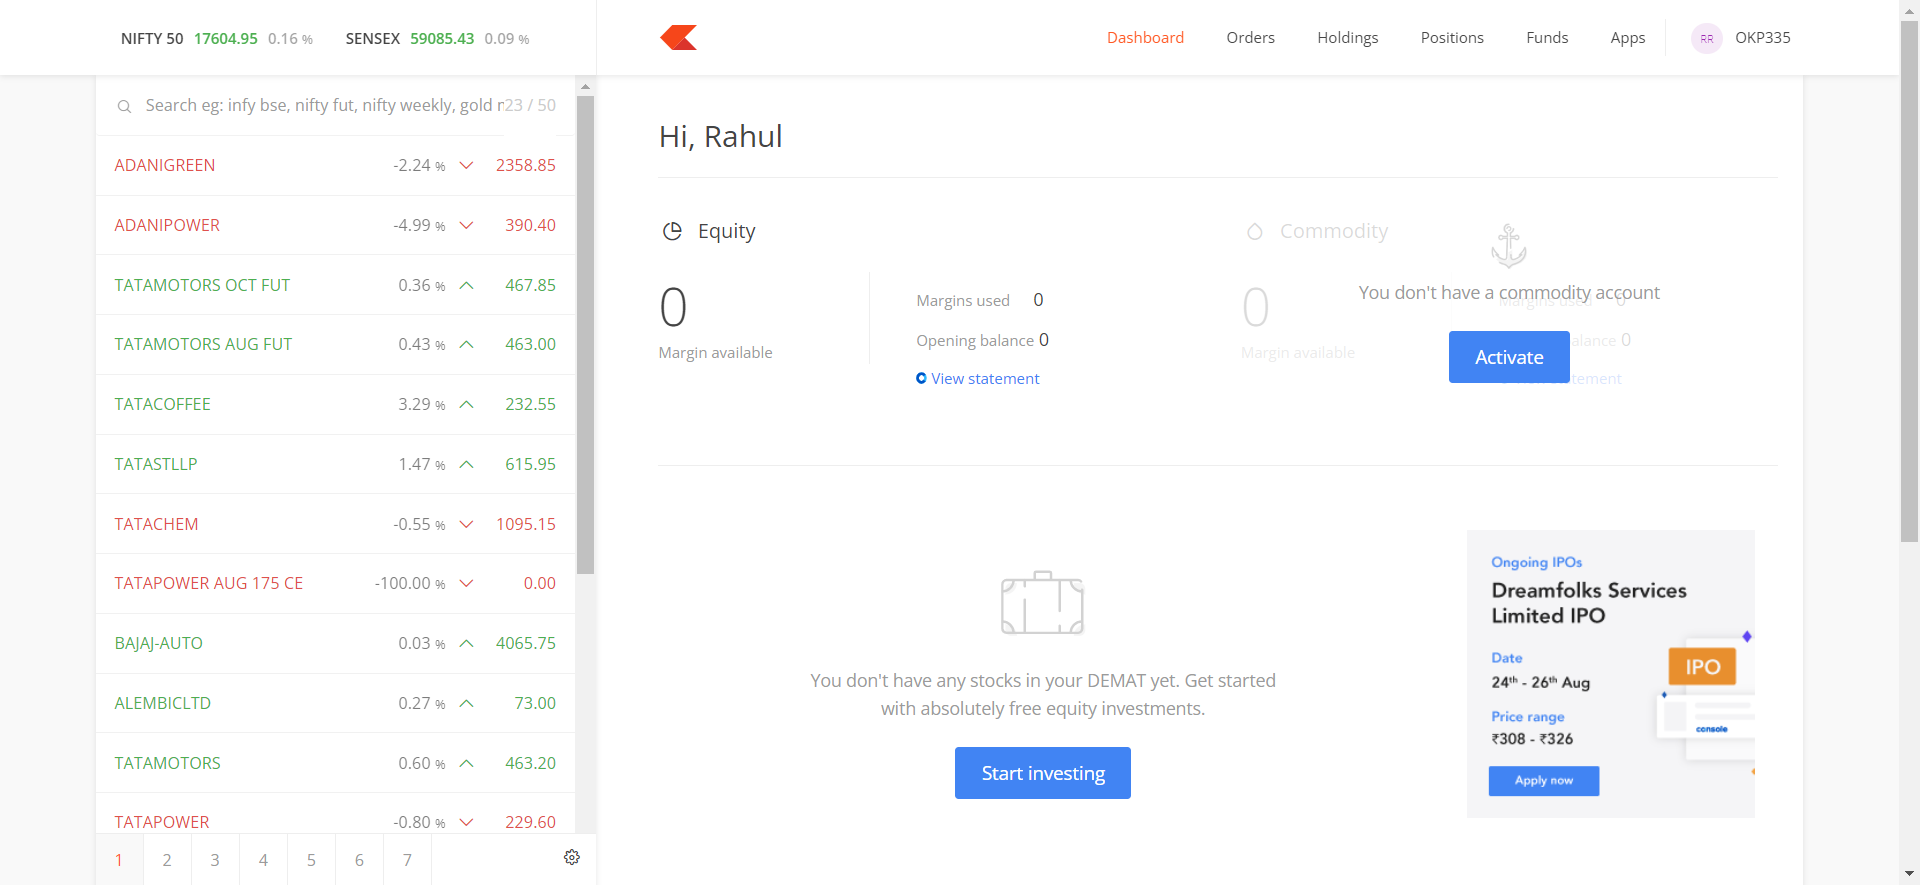 NIFTY 50 17604.95 0.16 % SENSEX 59085.43 0.09 %
Dashboard Orders Holdings Positions Funds Apps RR OKP335
Search eg: infy bse, nifty fut, nifty weekly, gold 23 / 50
ADANIGREEN -2.24 % 2358.85
ADANIPOWER -4.99 % 390.40
TATAMOTORS OCT FUT 0.36 % 467.85
TATAMOTORS AUG FUT 0.43 % 463.00
TATACOFFEE 3.29 % 232.55
TATASTLLP 1.47 % 615.95
TATACHEM -0.55 % 1095.15
TATAPOWER AUG 175 CE -100.00 % 0.00
BAJAJ-AUTO 0.03 % 4065.75
ALEMBICLTD 0.27 % 73.00
TATAMOTORS 0.60 % 463.20
TATAPOWER -0.80 % 229.60
1 2 3 4 5 6 7
Hi, Rahul
Equity
0
Margin available
Margins used 0
Opening balance 0
View statement
Commodity
0
Margin available
Margins used 0
You don't have a commodity account
Activate
0
You don't have any stocks in your DEMAT yet. Get started
with absolutely free equity investments.
Start investing
Ongoing IPOs
Dreamfolks Services
Limited IPO
Date
24th - 26th Aug
Price range
₹308 - ₹326
Apply now
IPO
console